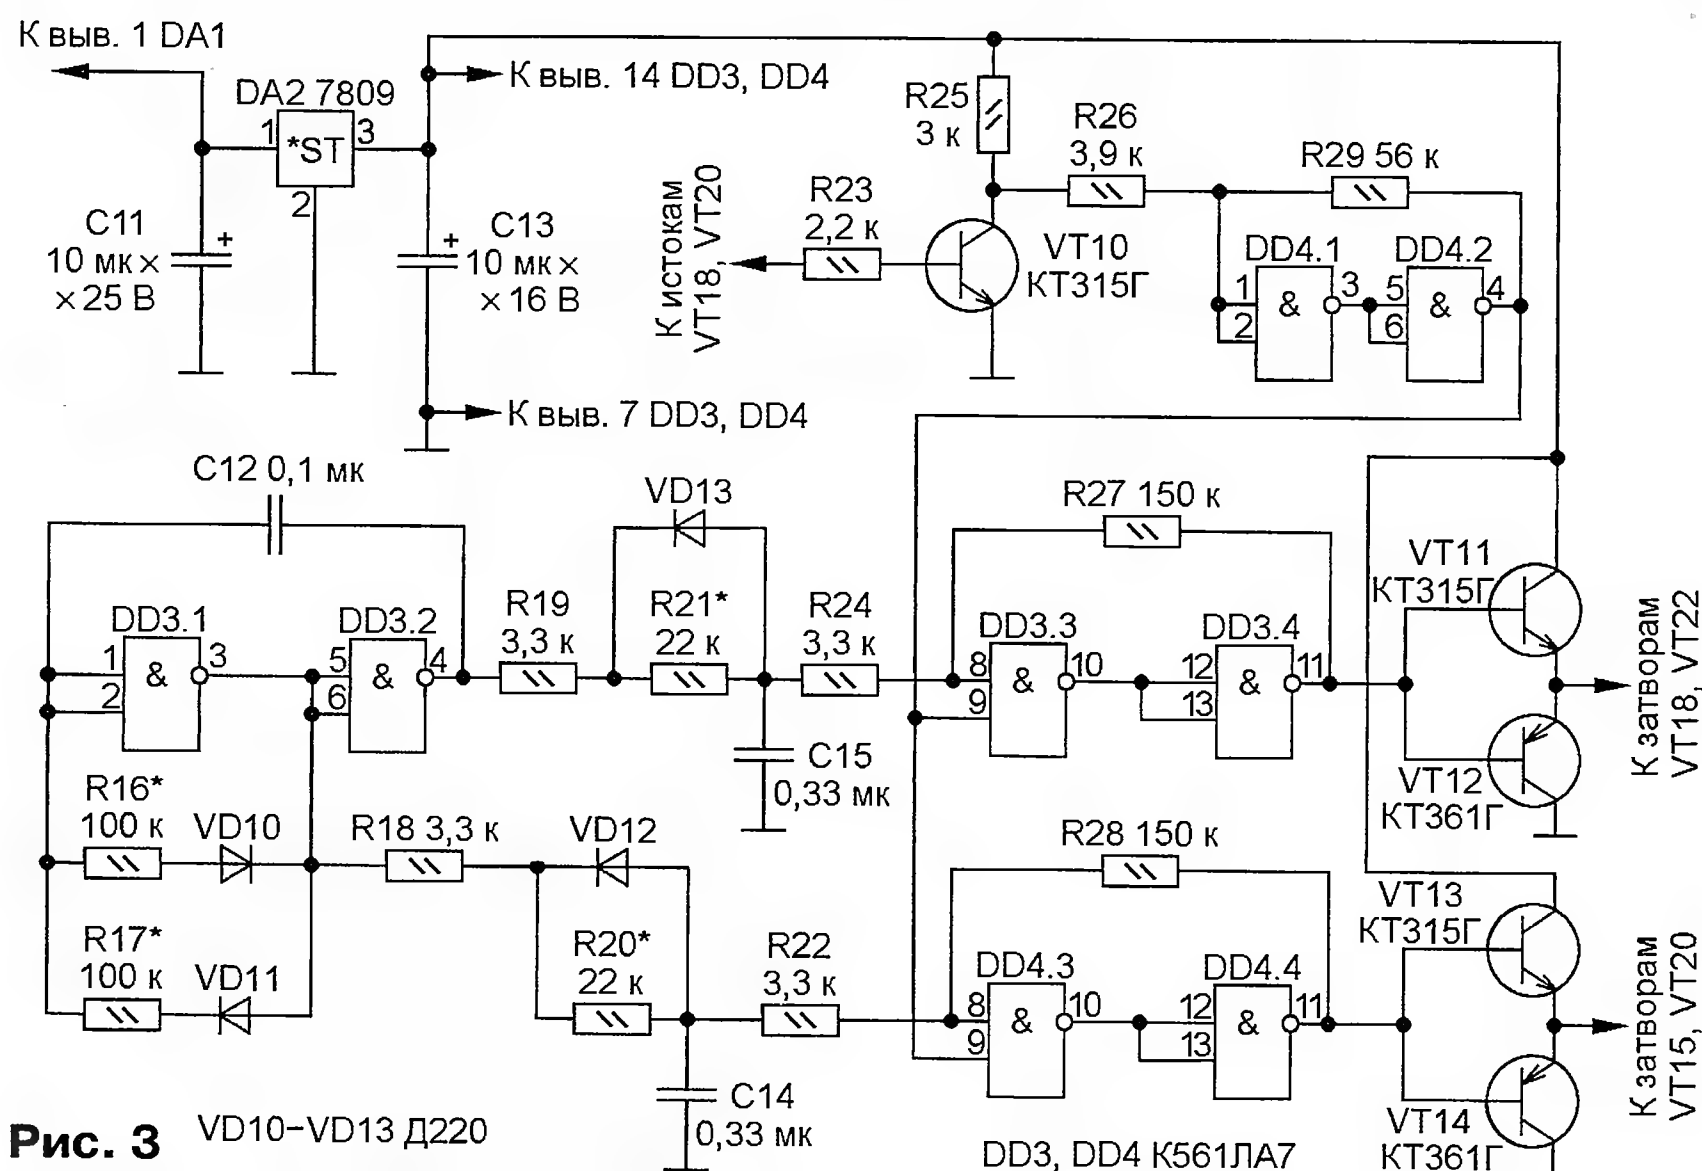 К выв. 1 DA1
DA2 7809
1
*ST
3
2
К выв. 14 DD3, DD4
C11
10 мк ×
× 25 В
+
C13
10 мк ×
× 16 В
+
К выв. 7 DD3, DD4
К истокам
VT18, VT20
R23
2,2 к
R25
3 к
R26
3,9 к
R29 56 к
VT10
КТ315Г
DD4.1
1
2
&
3
DD4.2
5
6
&
4
C12 0,1 мк
VD13
R27 150 к
DD3.1
1
2
&
3
DD3.2
5
6
&
4
R19
3,3 к
R21*
22 к
R24
3,3 к
DD3.3
8
9
&
10
DD3.4
12
13
&
11
VT11
КТ315Г
VT12
КТ361Г
К затворам
VT18, VT22
C15
0,33 мк
R16*
100 к
VD10
R18 3,3 к
VD12
R28 150 к
R17*
100 к
VD11
R20*
22 к
R22
3,3 к
DD4.3
8
9
&
10
DD4.4
12
13
&
11
VT13
КТ315Г
VT14
КТ361Г
К затворам
VT15, VT20
C14
0,33 мк
Рис. 3
VD10–VD13 Д220
DD3, DD4 К561ЛА7